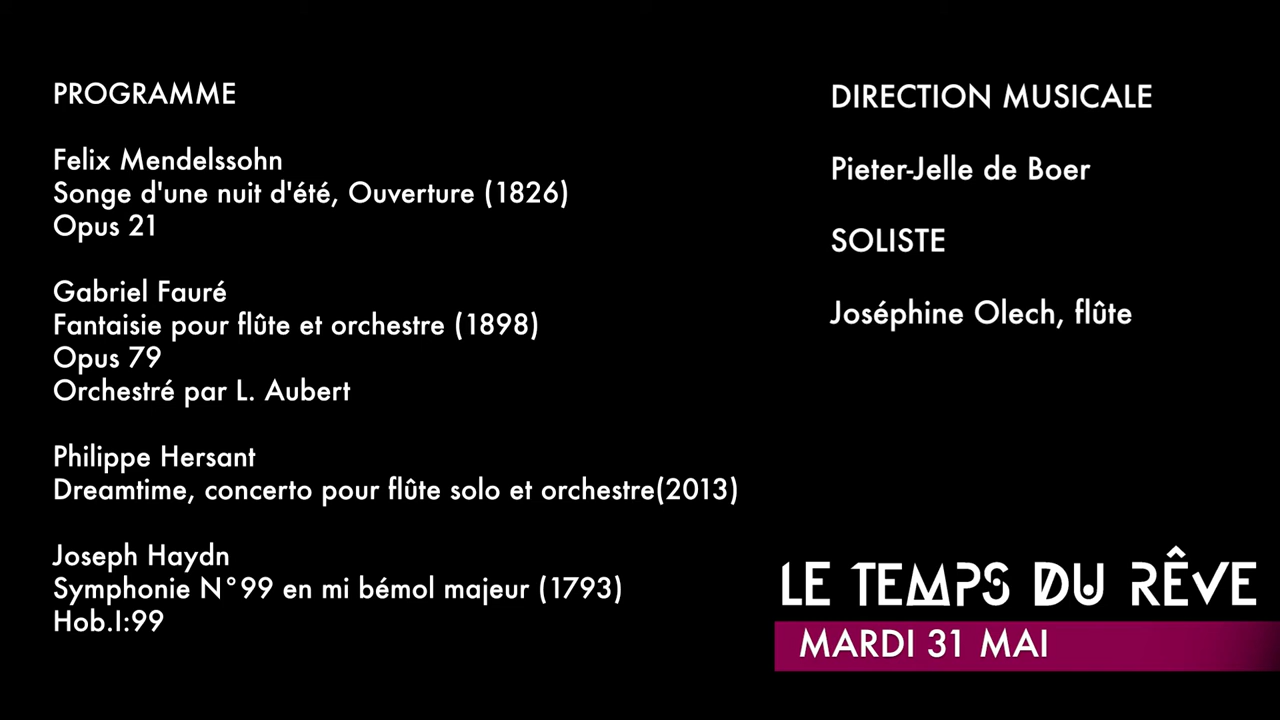 PROGRAMME
Felix Mendelssohn
Songe d'une nuit d'été, Ouverture (1826)
Opus 21
Gabriel Fauré
Fantaisie pour flûte et orchestre (1898)
Opus 79
Orchestré par L. Aubert
Philippe Hersant
Dreamtime, concerto pour flûte solo et orchestre(2013)
Joseph Haydn
Symphonie N°99 en mi bémol majeur (1793)
Hob.I:99
DIRECTION MUSICALE
Pieter-Jelle de Boer
SOLISTE
Joséphine Olech, flûte
LE TEMPS DU RÊVE
MARDI 31 MAI